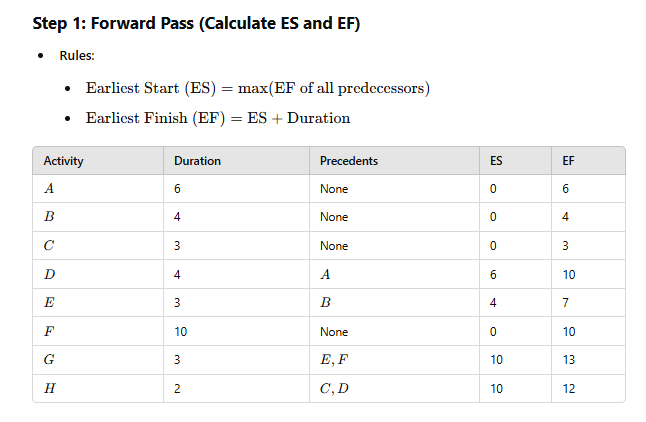 Step 1: Forward Pass (Calculate ES and EF)
• Rules:
• Earliest Start (ES) = max(EF of all predecessors)
• Earliest Finish (EF) = ES + Duration
Activity Duration Precedents ES EF
A 6 None 0 6
B 4 None 0 4
C 3 None 0 3
D 4 A 6 10
E 3 B 4 7
F 10 None 0 10
G 3 E, F 10 13
H 2 C, D 10 12